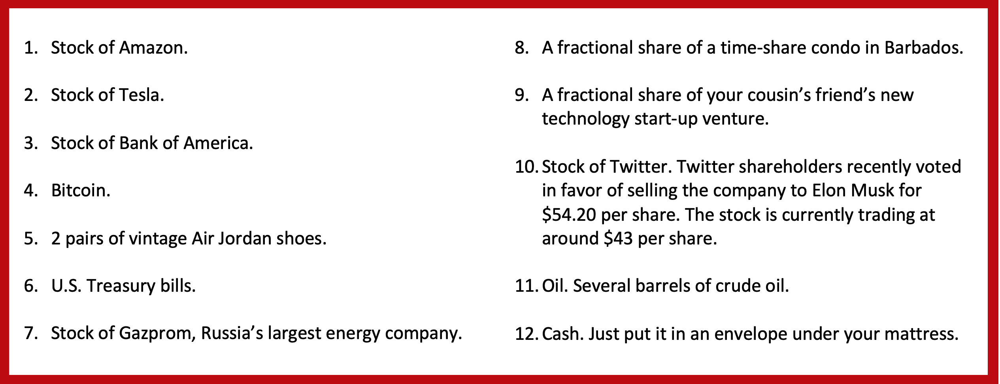 1. Stock of Amazon.
2. Stock of Tesla.
3. Stock of Bank of America.
4. Bitcoin.
5. 2 pairs of vintage Air Jordan shoes.
6. U.S. Treasury bills.
7. Stock of Gazprom, Russia’s largest energy company.
8. A fractional share of a time-share condo in Barbados.
9. A fractional share of your cousin’s friend’s new
technology start-up venture.
10. Stock of Twitter. Twitter shareholders recently voted
in favor of selling the company to Elon Musk for
$54.20 per share. The stock is currently trading at
around $43 per share.
11. Oil. Several barrels of crude oil.
12. Cash. Just put it in an envelope under your mattress.